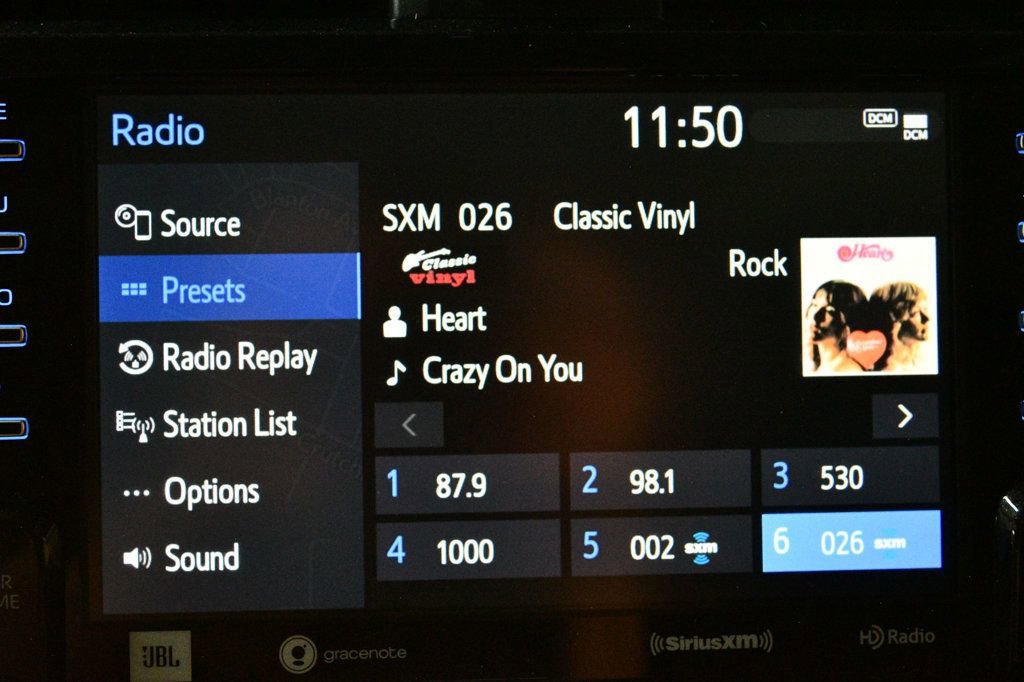 Radio
11:50
DCM
DCM
Source
Presets
Radio Replay
Station List
Options
Sound
SXM 026 Classic Vinyl
Classic
vinyl
Rock
Heart
Heart
Crazy On You
1 87.9
2 98.1
3 530
4 1000
5 002 sxm
6 026 sxm
JBL
gracenote
((SiriusXM))
HD Radio